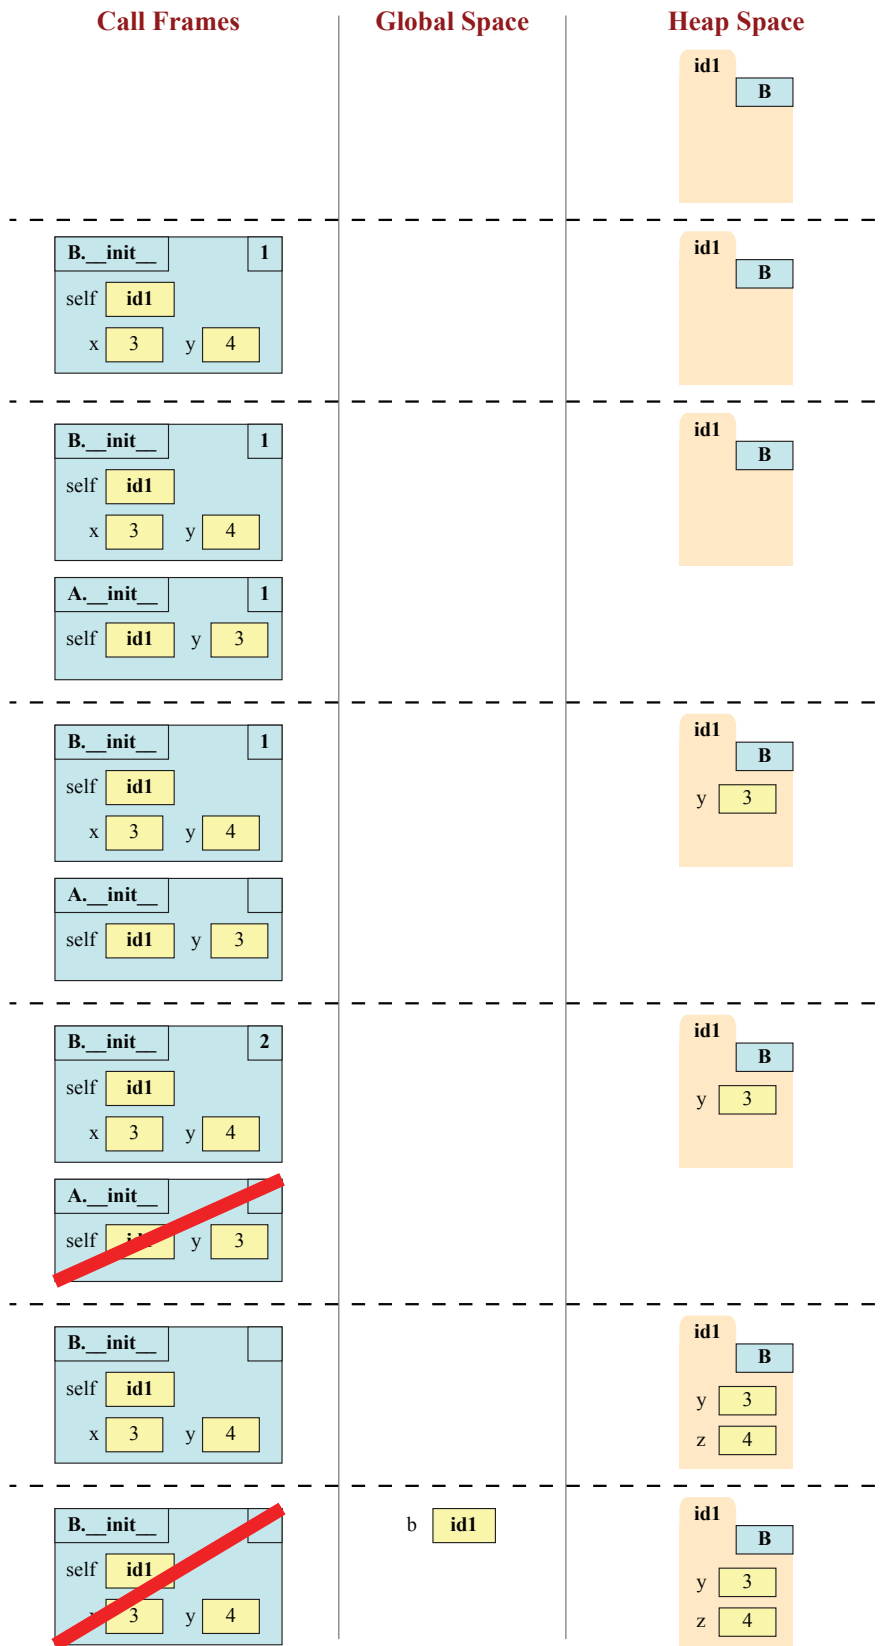 Call Frames Global Space Heap Space
id1
B
B.__init__ 1 id1
B
self id1
x 3 y 4
B.__init__ 1 id1
B
self id1
x 3 y 4
A.__init__ 1
self id1 y 3
B.__init__ 1 id1
B
self id1 y 3
x 3 y 4
A.__init__
self id1 y 3
B.__init__ 2 id1
B
self id1 y 3
x 3 y 4
A.__init__
self id1 y 3
B.__init__ id1
B
self id1 y 3
x 3 y 4 z 4
B.__init__ b id1 id1
B
self id1 y 3
3 y 4 z 4